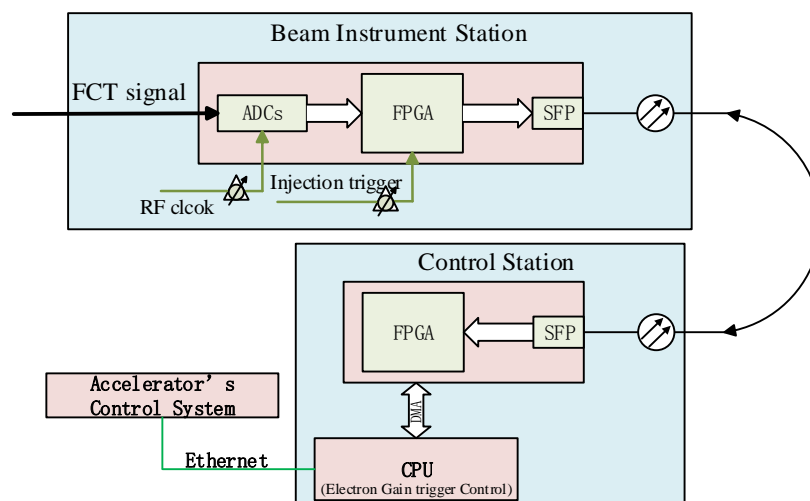 Beam Instrument Station
FCT signal
ADCs
FPGA
SFP
Injection trigger
RF clcok
Control Station
FPGA
SFP
Accelerator's
Control System
DMA
Ethernet
CPU
(Electron Gain trigger Control)